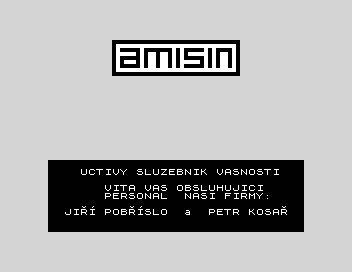 amisin
UCTIVY SLUZEBNIK VASNOSTI
VITA VAS OBSLUHUJICI
PERSONAL NASI FIRMY:
JIŘÍ POBŘÍSLO a PETR KOSAŘ